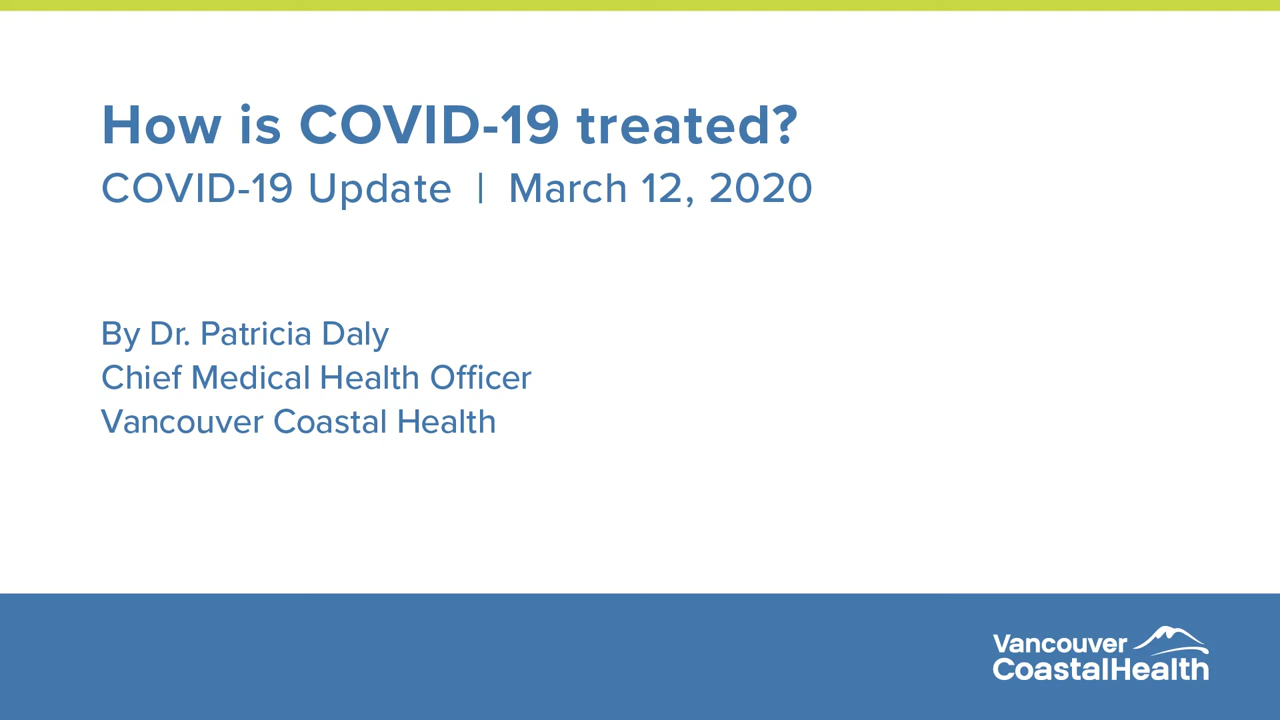 How is COVID-19 treated?
COVID-19 Update | March 12, 2020
By Dr. Patricia Daly
Chief Medical Health Officer
Vancouver Coastal Health
Vancouver
CoastalHealth